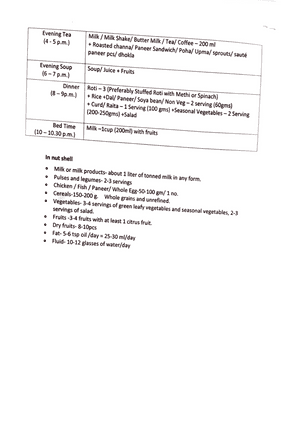 Evening Tea
(4 - 5 p.m.)
Milk / Milk Shake/ Butter Milk / Tea/ Coffee – 200 ml
+ Roasted channa/ Paneer Sandwich/ Poha/ Upma/ sprouts/ sauté
paneer pcs/ dhokla
Evening Soup
(6 – 7 p.m.)
Soup/ Juice + Fruits
Dinner
(8 – 9p.m.)
Roti – 3 (Preferably Stuffed Roti with Methi or Spinach)
+ Rice +Dal/ Paneer/ Soya bean/ Non Veg – 2 serving (60gms)
+ Curd/ Raita – 1 Serving (100 gms) +Seasonal Vegetables – 2 Serving
(200-250gms) +Salad
Bed Time
(10 – 10.30 p.m.)
Milk =1cup (200ml) with fruits
In nut shell
Milk or milk products- about 1 liter of tonned milk in any form.
Pulses and legumes- 2-3 servings
Chicken / Fish / Paneer/ Whole Egg-50-100 gm/ 1 no.
Cereals-150-200 g. Whole grains and unrefined.
Vegetables- 3-4 servings of green leafy vegetables and seasonal vegetables, 2-3
servings of salad.
Fruits -3-4 fruits with at least 1 citrus fruit.
Dry fruits- 8-10pcs
Fat- 5-6 tsp oil /day = 25-30 ml/day
Fluid- 10-12 glasses of water/day